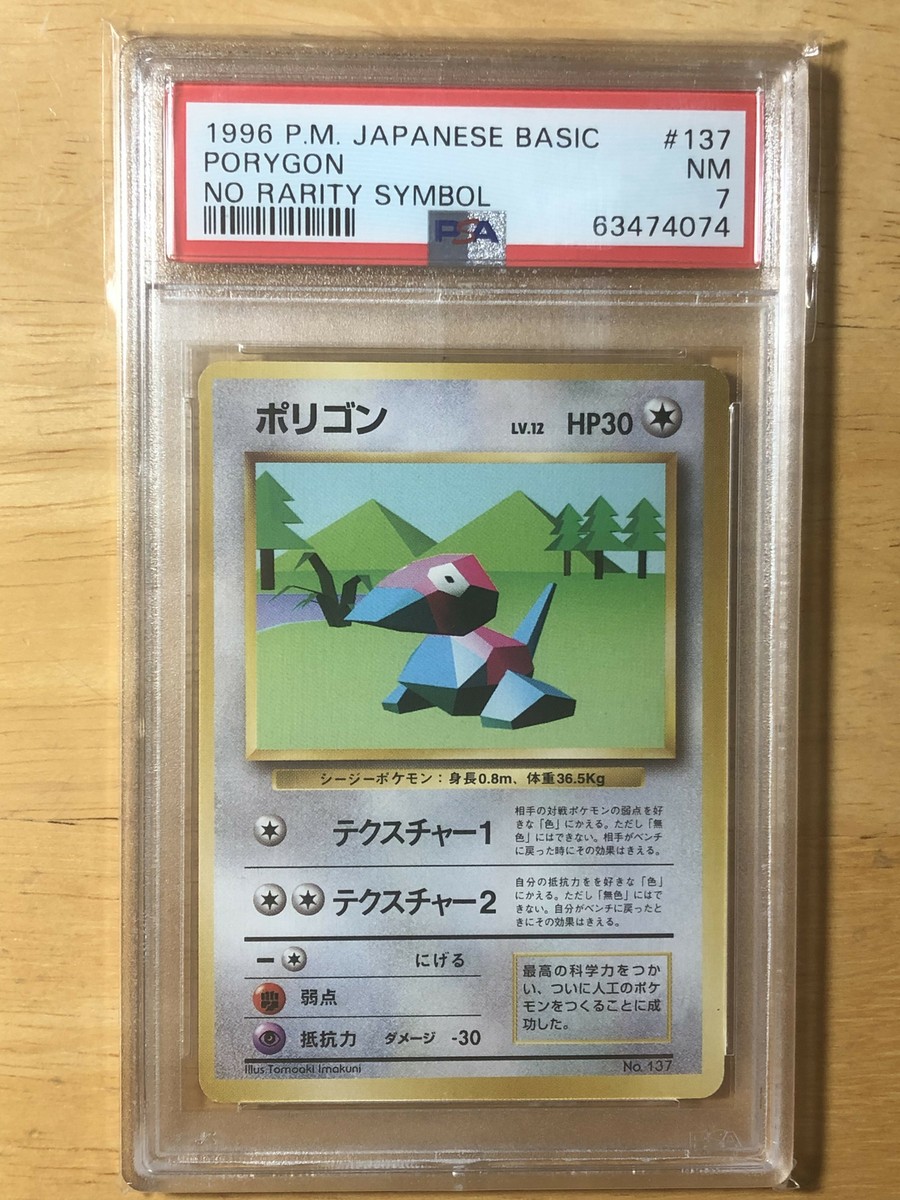 1996 P.M. JAPANESE BASIC #137
PORYGON NM
NO RARITY SYMBOL 7
PSA 63474074
ポリゴン LV.12 HP30
シージーポケモン：身長0.8m、体重36.5Kg
テクスチャー1
相手の対戦ポケモンの弱点を好
きな「色」にかえる。ただし「無
色」にはできない。相手がベンチ
に戻った時にその効果はきえる。
テクスチャー2
自分の抵抗力をを好きな「色」
にかえる。ただし「無色」にはで
きない。自分がベンチに戻ったと
きにその効果はきえる。
ー にげる
弱点
抵抗力 ダメージ -30
最高の科学力をつか
い、ついに人工のポケ
モンをつくることに成
功した。
Illus Tomoaki Imakuni No. 137